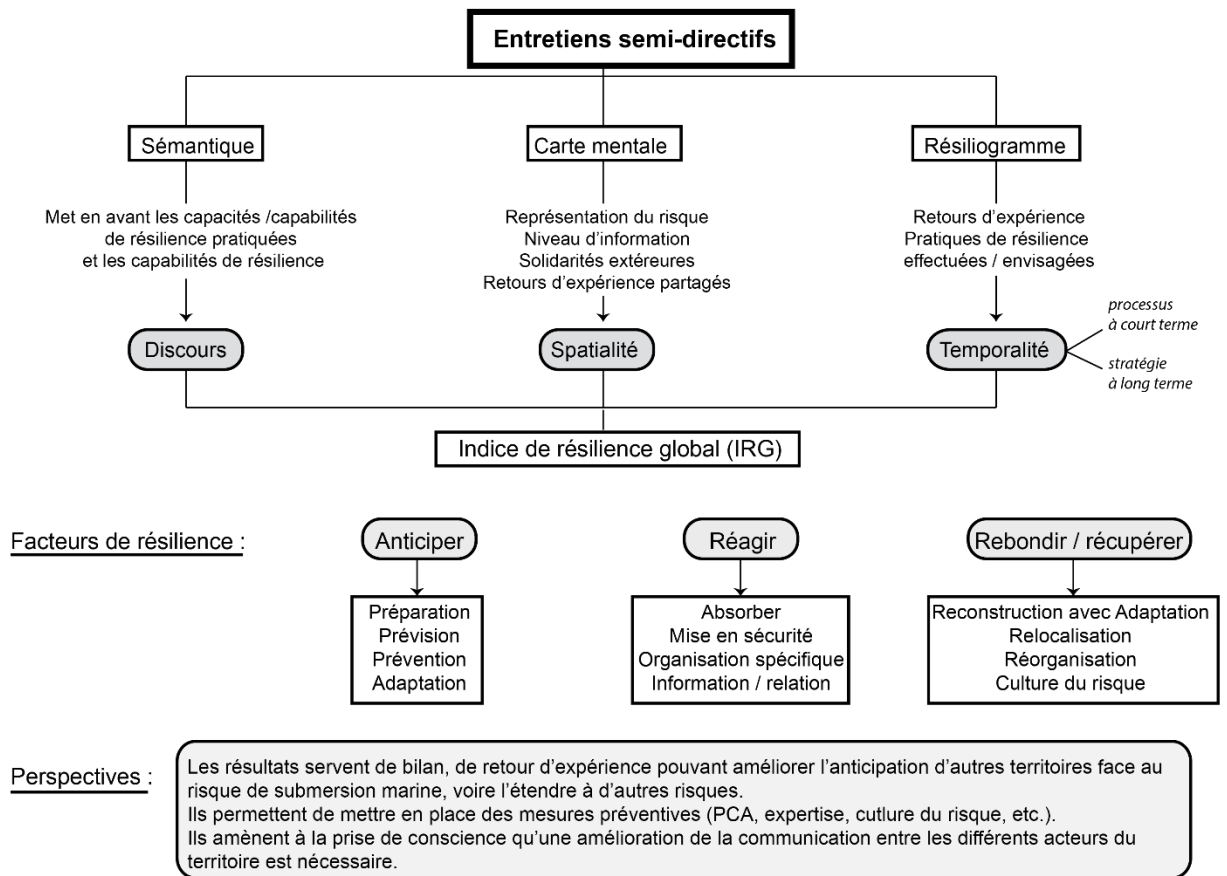 Entretiens semi-directifs
Sémantique
Carte mentale
Résiliogramme
Met en avant les capacités /capabilités
de résilience pratiquées
et les capabilités de résilience
Représentation du risque
Niveau d'information
Solidarités extéreures
Retours d'expérience partagés
Retours d'expérience
Pratiques de résilience
effectuées / envisagées
Discours
Spatialité
Temporalité
processus
à court terme
stratégie
à long terme
Indice de résilience global (IRG)
Facteurs de résilience :
Anticiper
Réagir
Rebondir / récupérer
Préparation
Prévision
Prévention
Adaptation
Absorber
Mise en sécurité
Organisation spécifique
Information / relation
Reconstruction avec Adaptation
Relocalisation
Réorganisation
Culture du risque
Perspectives :
Les résultats servent de bilan, de retour d'expérience pouvant améliorer l'anticipation d'autres territoires face au
risque de submersion marine, voire l'étendre à d'autres risques.
Ils permettent de mettre en place des mesures préventives (PCA, expertise, cutlure du risque, etc.).
Ils amènent à la prise de conscience qu'une amélioration de la communication entre les différents acteurs du
territoire est nécessaire.